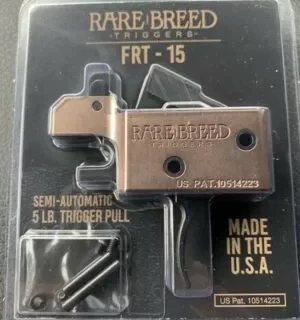 RARE BREED
- TRIGGERS -
FRT - 15
RARE BREED
TRIGGERS
US PAT.10514223
SEMI-AUTOMATIC
5 LB. TRIGGER PULL
MADE
IN THE
U.S.A.
US Pat. 10514223